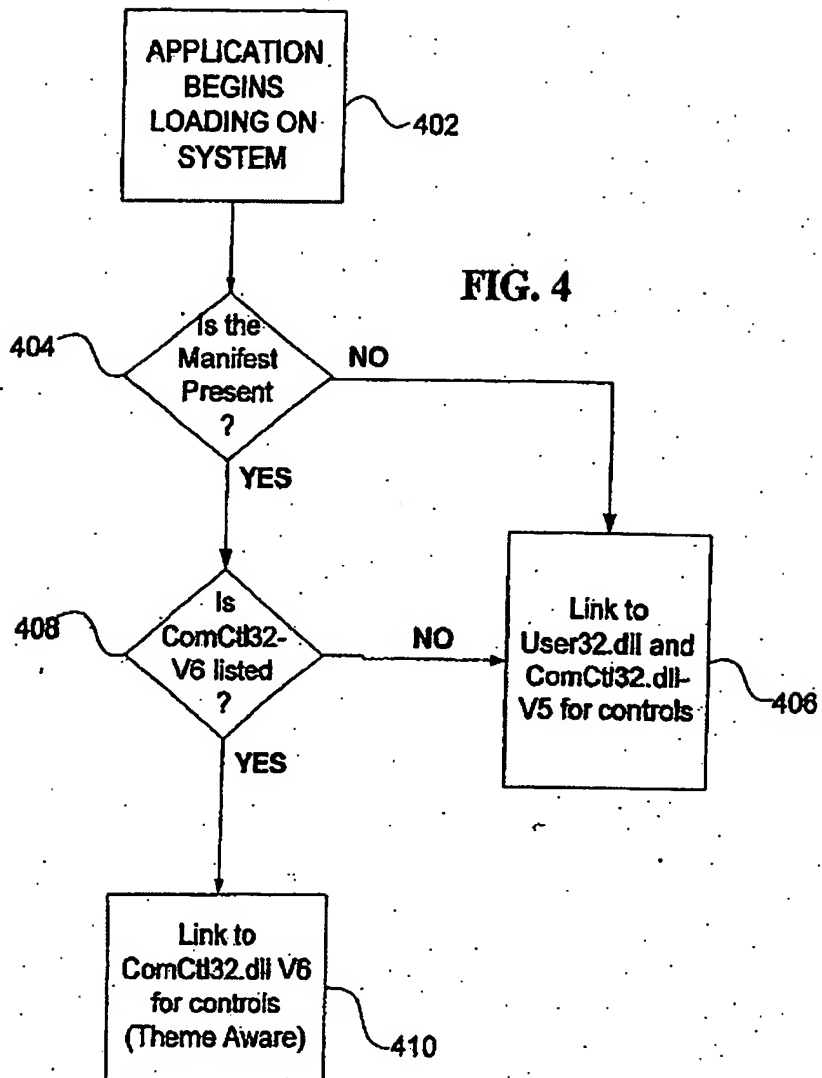 APPLICATION
BEGINS
LOADING ON
SYSTEM
402
FIG. 4
Is the
Manifest
Present
?
404
NO
YES
Is
ComCtl32-
V6 listed
?
408
NO
YES
Link to
User32.dll and
ComCtl32.dll-
V5 for controls
406
Link to
ComCtl32.dll V6
for controls
(Theme Aware)
410